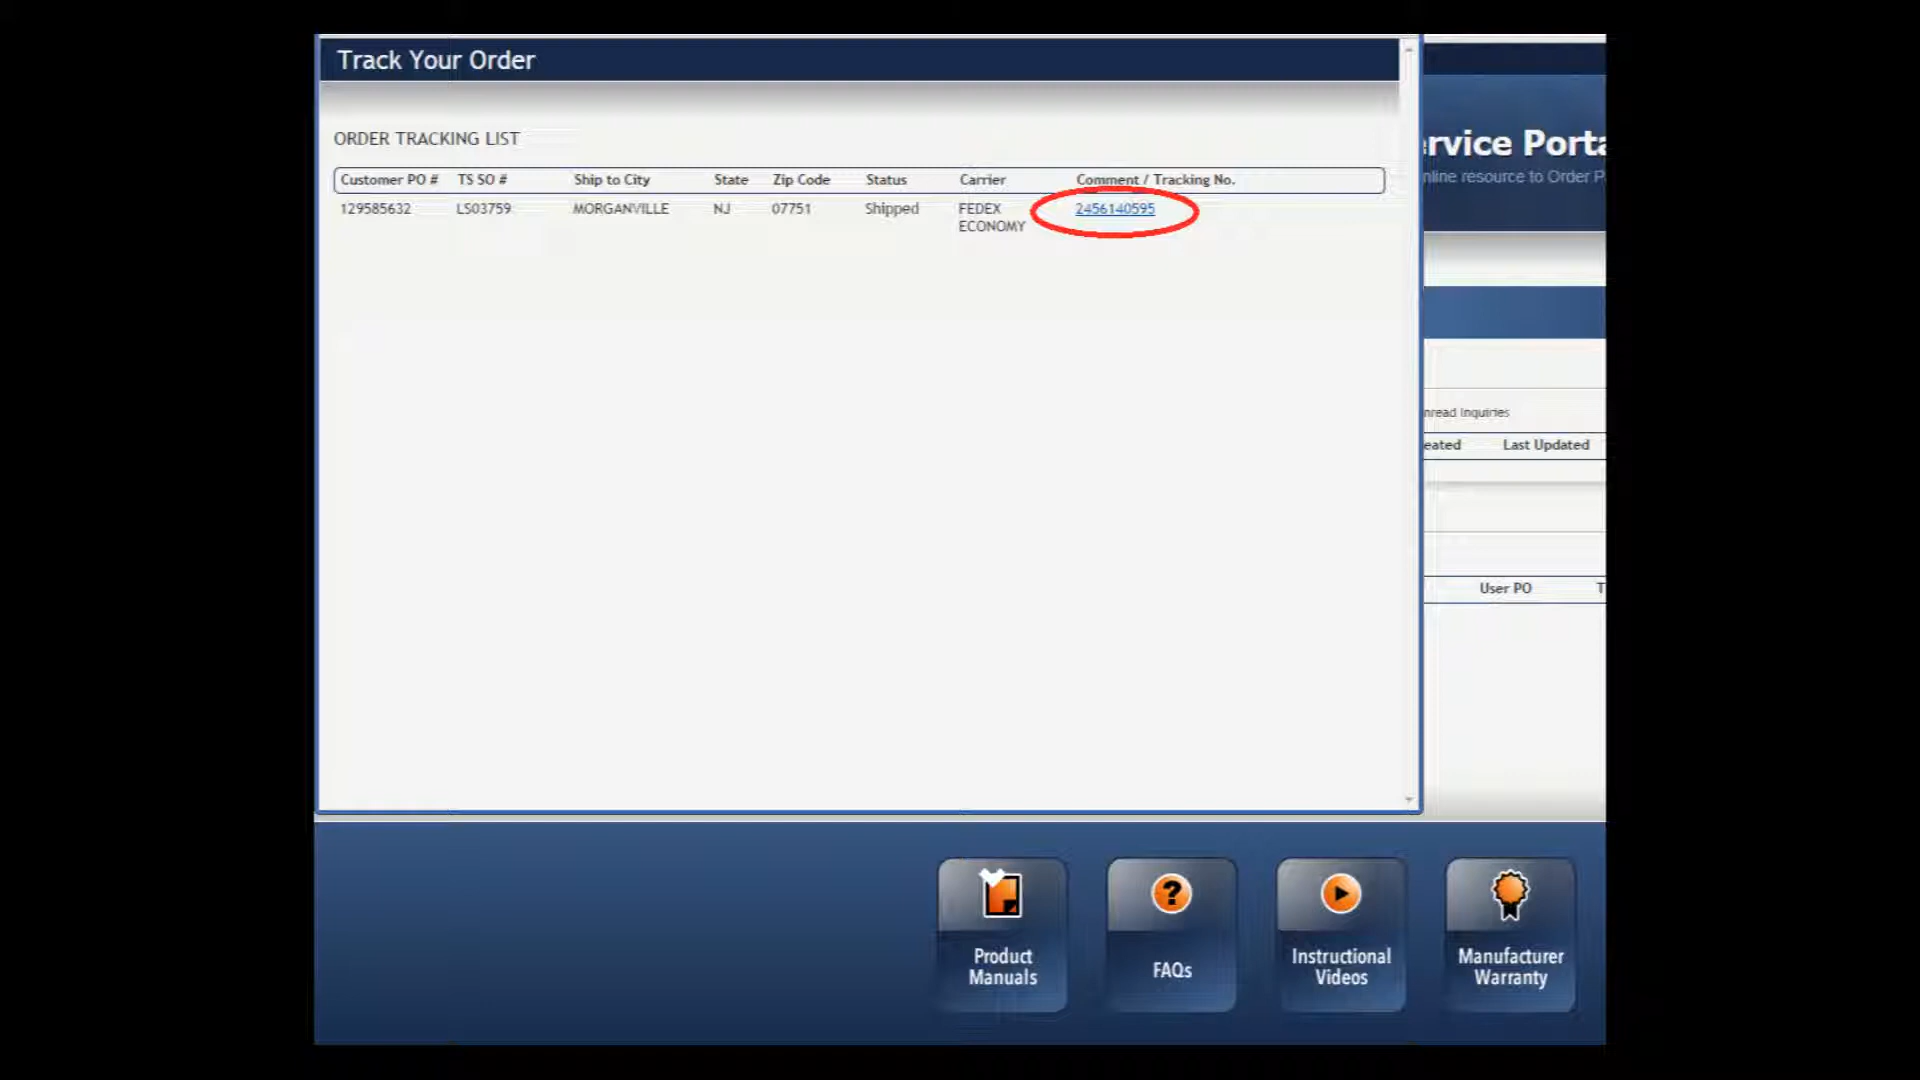 Track Your Order
ORDER TRACKING LIST
Customer PO # TS SO # Ship to City State Zip Code Status Carrier Comment / Tracking No.
129585632 LS03759 MORGANVILLE NJ 07751 Shipped FEDEX ECONOMY 2456140595
rvice Porta
nline resource to Order P
nread Inquiries
eated Last Updated
User PO T
Product Manuals
FAQs
Instructional Videos
Manufacturer Warranty